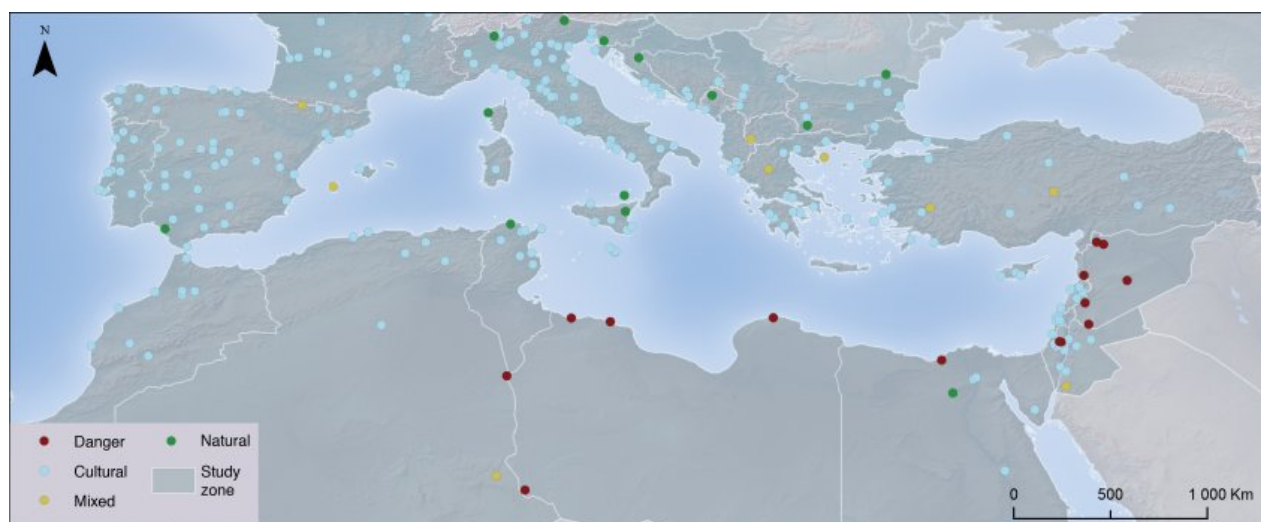 N
Danger
Natural
Cultural
Study
zone
Mixed
0 500 1 000 Km